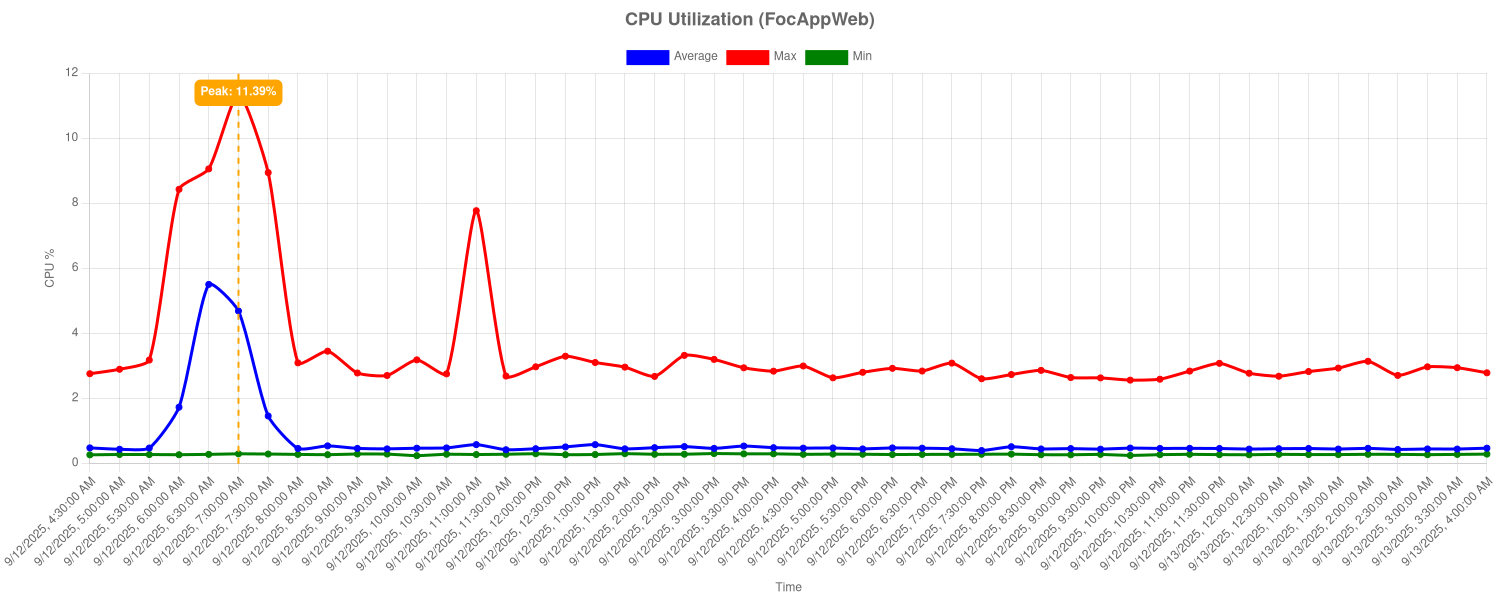 CPU Utilization (FocAppWeb)
Average Max Min
12
Peak: 11.39%
10
8
6
4
2
0
CPU %
9/12/2025, 4:30:00 AM
9/12/2025, 5:00:00 AM
9/12/2025, 5:30:00 AM
9/12/2025, 6:00:00 AM
9/12/2025, 6:30:00 AM
9/12/2025, 7:00:00 AM
9/12/2025, 7:30:00 AM
9/12/2025, 8:00:00 AM
9/12/2025, 8:30:00 AM
9/12/2025, 9:00:00 AM
9/12/2025, 9:30:00 AM
9/12/2025, 10:00:00 AM
9/12/2025, 10:30:00 AM
9/12/2025, 11:00:00 AM
9/12/2025, 11:30:00 AM
9/12/2025, 12:00:00 PM
9/12/2025, 12:30:00 PM
9/12/2025, 1:00:00 PM
9/12/2025, 1:30:00 PM
9/12/2025, 2:00:00 PM
9/12/2025, 2:30:00 PM
9/12/2025, 3:00:00 PM
9/12/2025, 3:30:00 PM
9/12/2025, 4:00:00 PM
9/12/2025, 4:30:00 PM
9/12/2025, 5:00:00 PM
9/12/2025, 5:30:00 PM
9/12/2025, 6:00:00 PM
9/12/2025, 6:30:00 PM
9/12/2025, 7:00:00 PM
9/12/2025, 7:30:00 PM
9/12/2025, 8:00:00 PM
9/12/2025, 8:30:00 PM
9/12/2025, 9:00:00 PM
9/12/2025, 9:30:00 PM
9/12/2025, 10:00:00 PM
9/12/2025, 10:30:00 PM
9/12/2025, 11:00:00 PM
9/12/2025, 11:30:00 PM
9/13/2025, 12:00:00 AM
9/13/2025, 12:30:00 AM
9/13/2025, 1:00:00 AM
9/13/2025, 1:30:00 AM
9/13/2025, 2:00:00 AM
9/13/2025, 2:30:00 AM
9/13/2025, 3:00:00 AM
9/13/2025, 3:30:00 AM
9/13/2025, 4:00:00 AM
Time